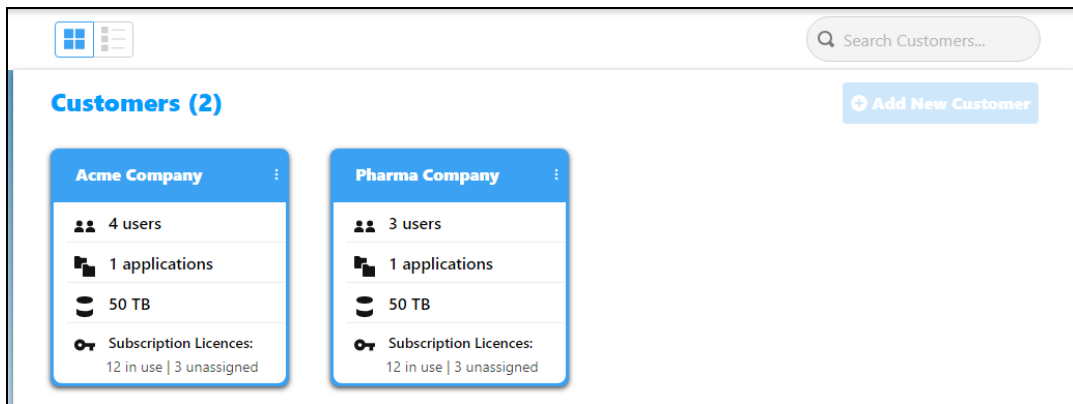 Search Customers...
Customers (2)
Add New Customer
Acme Company
4 users
1 applications
50 TB
Subscription Licences:
12 in use | 3 unassigned
Pharma Company
3 users
1 applications
50 TB
Subscription Licences:
12 in use | 3 unassigned